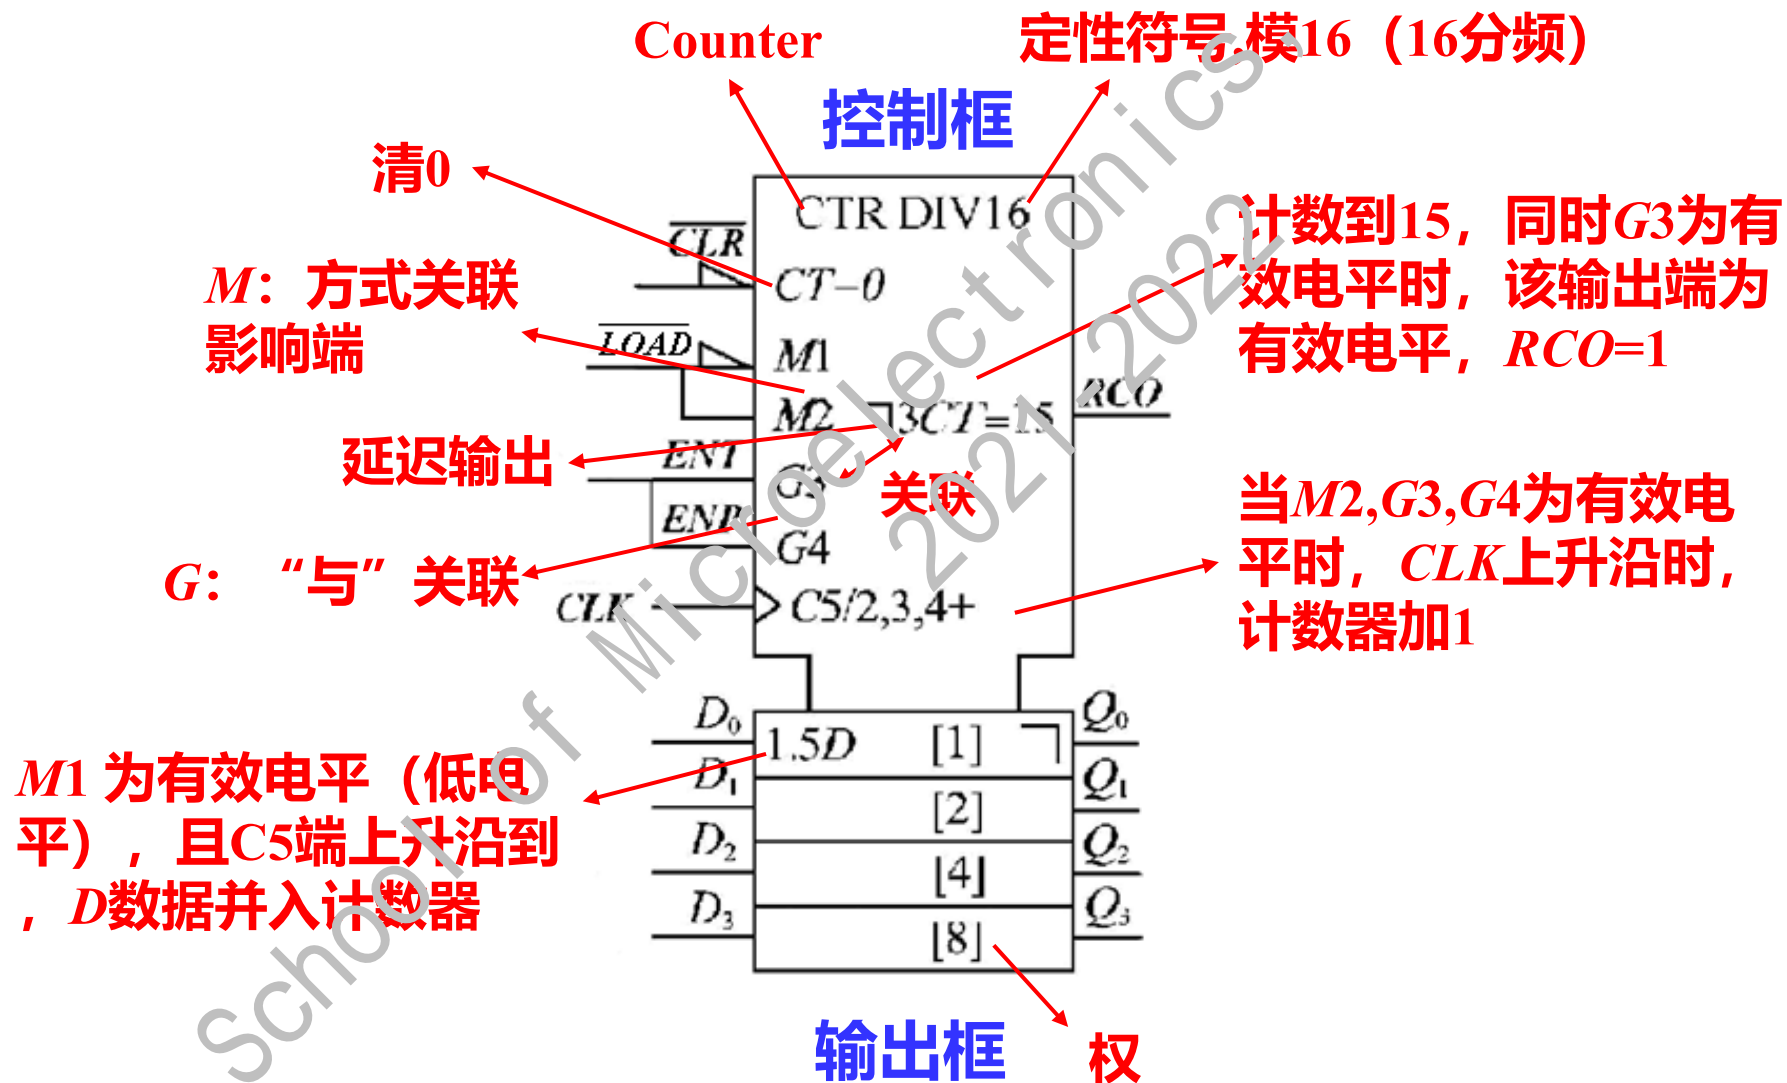 Counter
定性符号,模16（16分频）
控制框
清0
CTR DIV16
CLR
CT-0
计数到15，同时G3为有
效电平时，该输出端为
有效电平，RCO=1
M：方式关联
影响端
LOAD
M1
M2
3CT=15
RCO
延迟输出
ENT
G3
关联
ENP
G4
当M2,G3,G4为有效电
平时，CLK上升沿时，
计数器加1
G：“与”关联
CLK
C5/2,3,4+
D0
1.5D
[1]
Q0
D1
[2]
Q1
D2
[4]
Q2
D3
[8]
Q3
M1 为有效电平（低电
平），且C5端上升沿到
，D数据并入计数器
输出框
权
School of Microelectronics,
2021-2022